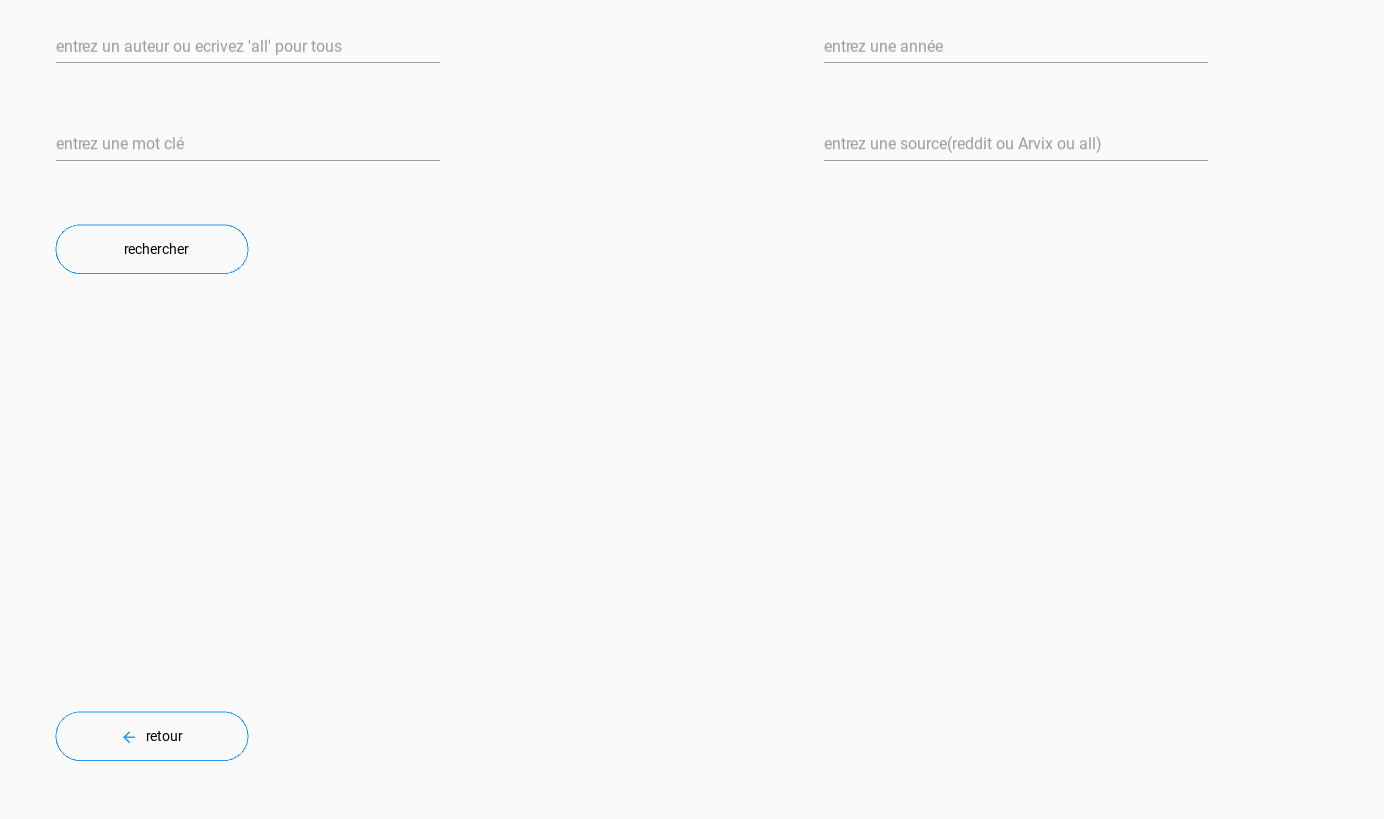 entrez un auteur ou ecrivez 'all' pour tous
entrez une année
entrez une mot clé
entrez une source(reddit ou Arvix ou all)
rechercher
retour